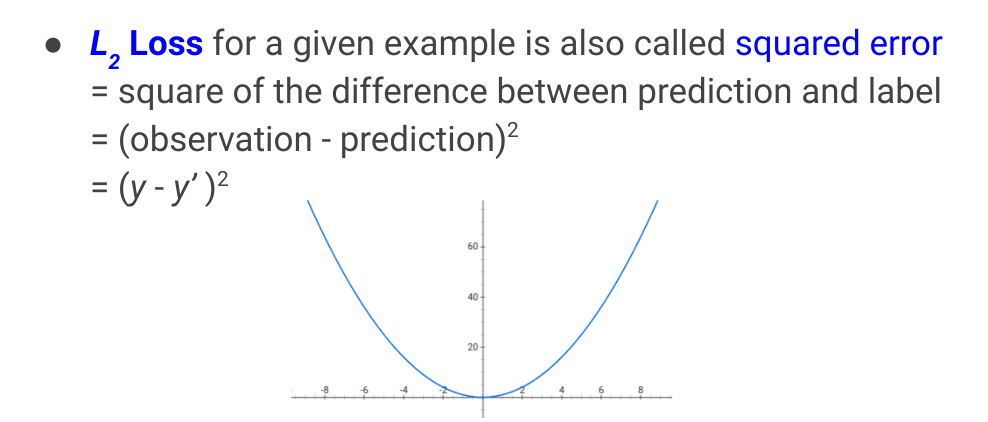 ● L₂ Loss for a given example is also called squared error
= square of the difference between prediction and label
= (observation - prediction)²
= (y - y’ )²
60
40
20
-8 -6 -4 -2 2 4 6 8